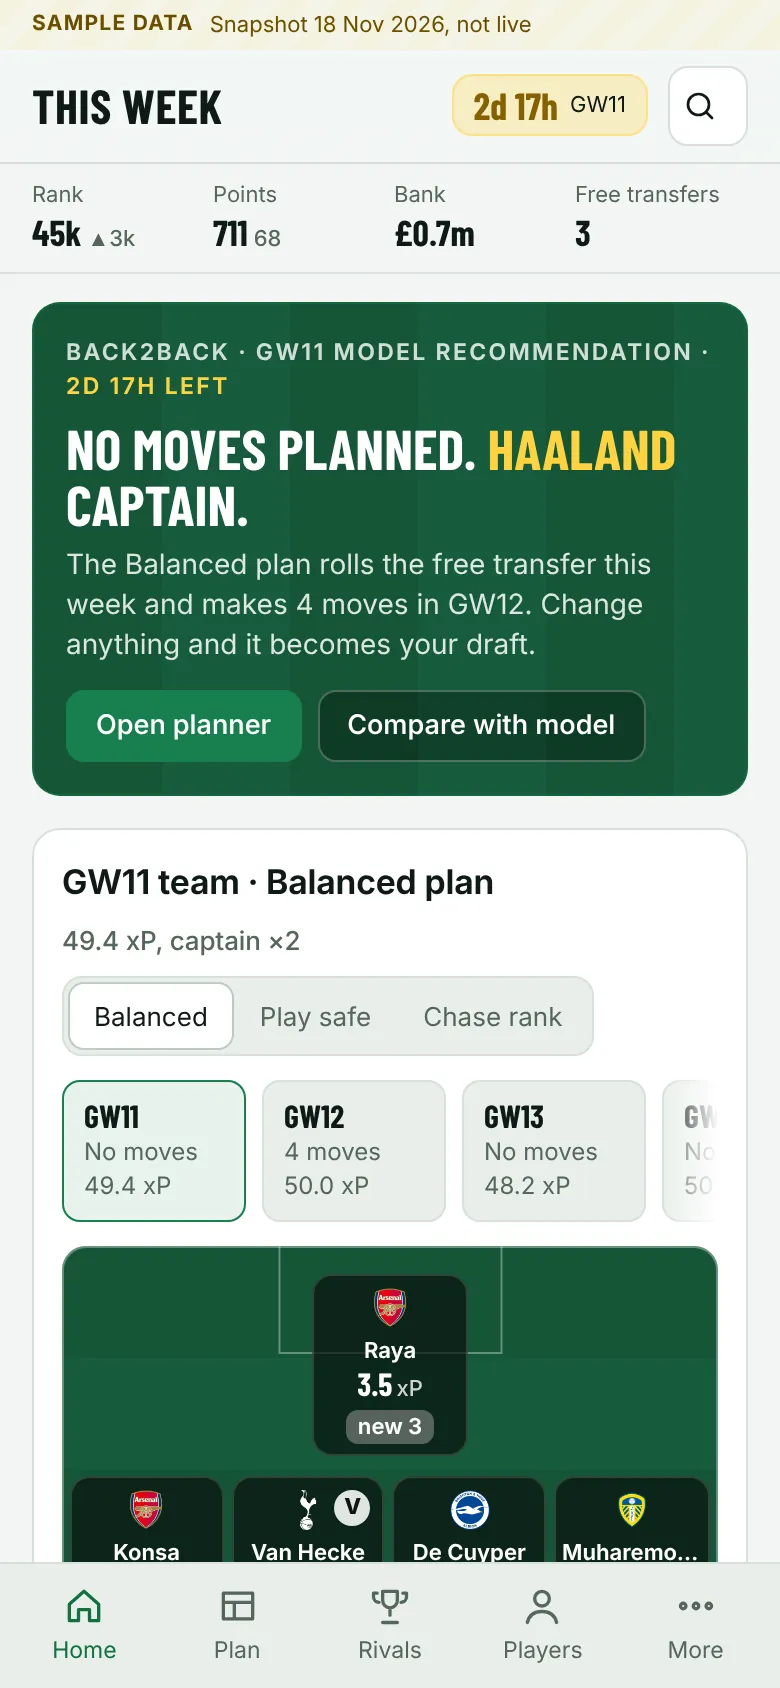 SAMPLE DATA Snapshot 18 Nov 2026, not live
THIS WEEK
2d 17h GW11
Rank Points Bank Free transfers
45k ▲3k 711 68 £0.7m 3
BACK2BACK · GW11 MODEL RECOMMENDATION ·
2D 17H LEFT
NO MOVES PLANNED. HAALAND
CAPTAIN.
The Balanced plan rolls the free transfer this
week and makes 4 moves in GW12. Change
anything and it becomes your draft.
Open planner Compare with model
GW11 team · Balanced plan
49.4 xP, captain ×2
Balanced Play safe Chase rank
GW11 GW12 GW13 GW
No moves 4 moves No moves No
49.4 xP 50.0 xP 48.2 xP 50
Arsenal
Raya
3.5 xP
new 3
Arsenal V
Konsa Van Hecke De Cuyper Muharemo...
Home Plan Rivals Players More